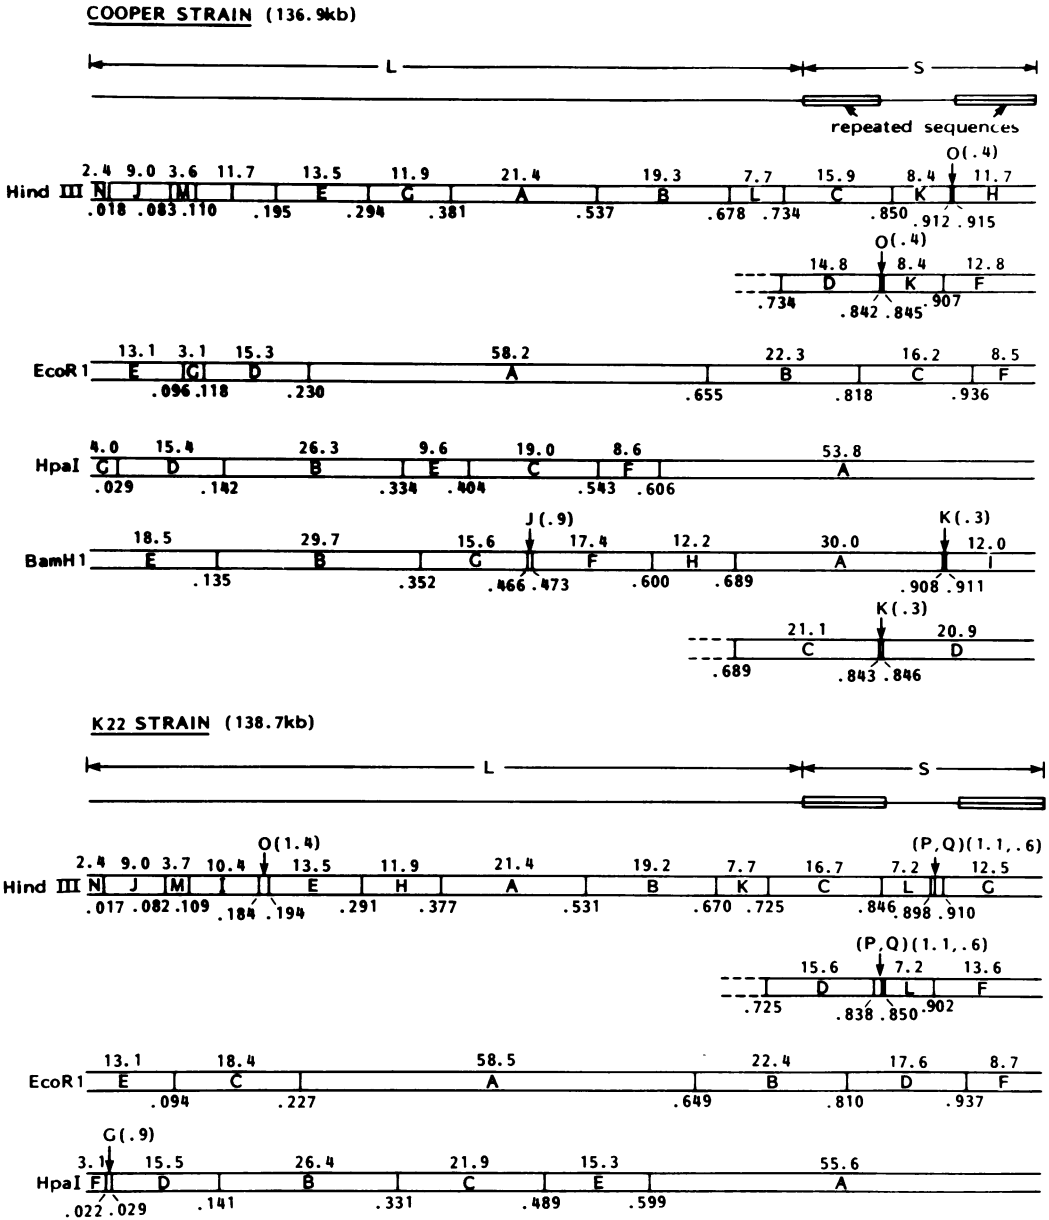 COOPER STRAIN (136.9kb)
L S
repeated sequences
O(.4)
2.4 9.0 3.6 11.7 13.5 11.9 21.4 19.3 7.7 15.9 8.4 11.7
Hind III N J M I E G A B L C K H
.018 .083 .110 .195 .294 .381 .537 .678 .734 .850 .912 .915
O(.4)
14.8 8.4 12.8
D K F
.734 .842 .845 .907
13.1 3.1 15.3 58.2 22.3 16.2 8.5
EcoR1 E G D A B C F
.096 .118 .230 .655 .818 .936
4.0 15.4 26.3 9.6 19.0 8.6 53.8
HpaI G D B E C F A
.029 .142 .334 .404 .543 .606
J(.9) K(.3)
18.5 29.7 15.6 17.4 12.2 30.0 12.0
BamH1 E B G F H A I
.135 .352 .466 .473 .600 .689 .908 .911
K(.3)
21.1 20.9
C D
.689 .843 .846
K22 STRAIN (138.7kb)
L S
O(1.4) (P,Q)(1.1,.6)
2.4 9.0 3.7 10.4 13.5 11.9 21.4 19.2 7.7 16.7 7.2 12.5
Hind III N J M I E H A B K C L G
.017 .082 .109 .184 .194 .291 .377 .531 .670 .725 .846 .898 .910
(P,Q)(1.1,.6)
15.6 7.2 13.6
D L F
.725 .838 .850 .902
13.1 18.4 58.5 22.4 17.6 8.7
EcoR1 E C A B D F
.094 .227 .649 .810 .937
G(.9)
3.1 15.5 26.4 21.9 15.3 55.6
HpaI F D B C E A
.022 .029 .141 .331 .489 .599